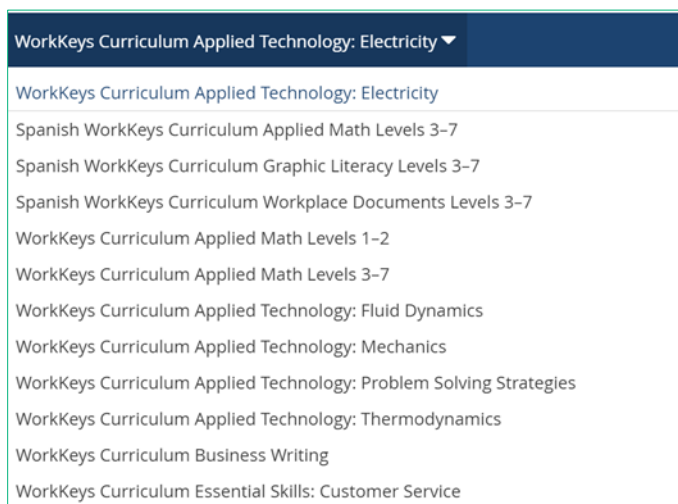 WorkKeys Curriculum Applied Technology: Electricity
WorkKeys Curriculum Applied Technology: Electricity
Spanish WorkKeys Curriculum Applied Math Levels 3–7
Spanish WorkKeys Curriculum Graphic Literacy Levels 3–7
Spanish WorkKeys Curriculum Workplace Documents Levels 3–7
WorkKeys Curriculum Applied Math Levels 1–2
WorkKeys Curriculum Applied Math Levels 3–7
WorkKeys Curriculum Applied Technology: Fluid Dynamics
WorkKeys Curriculum Applied Technology: Mechanics
WorkKeys Curriculum Applied Technology: Problem Solving Strategies
WorkKeys Curriculum Applied Technology: Thermodynamics
WorkKeys Curriculum Business Writing
WorkKeys Curriculum Essential Skills: Customer Service